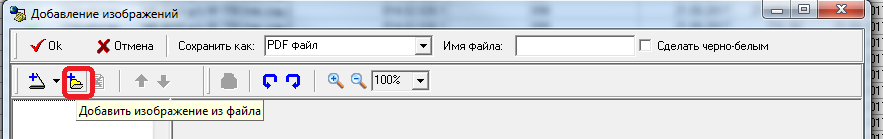 Добавление изображений
Ok Отмена Сохранить как: PDF файл Имя файла: Сделать черно-белым
100%
Добавить изображение из файла